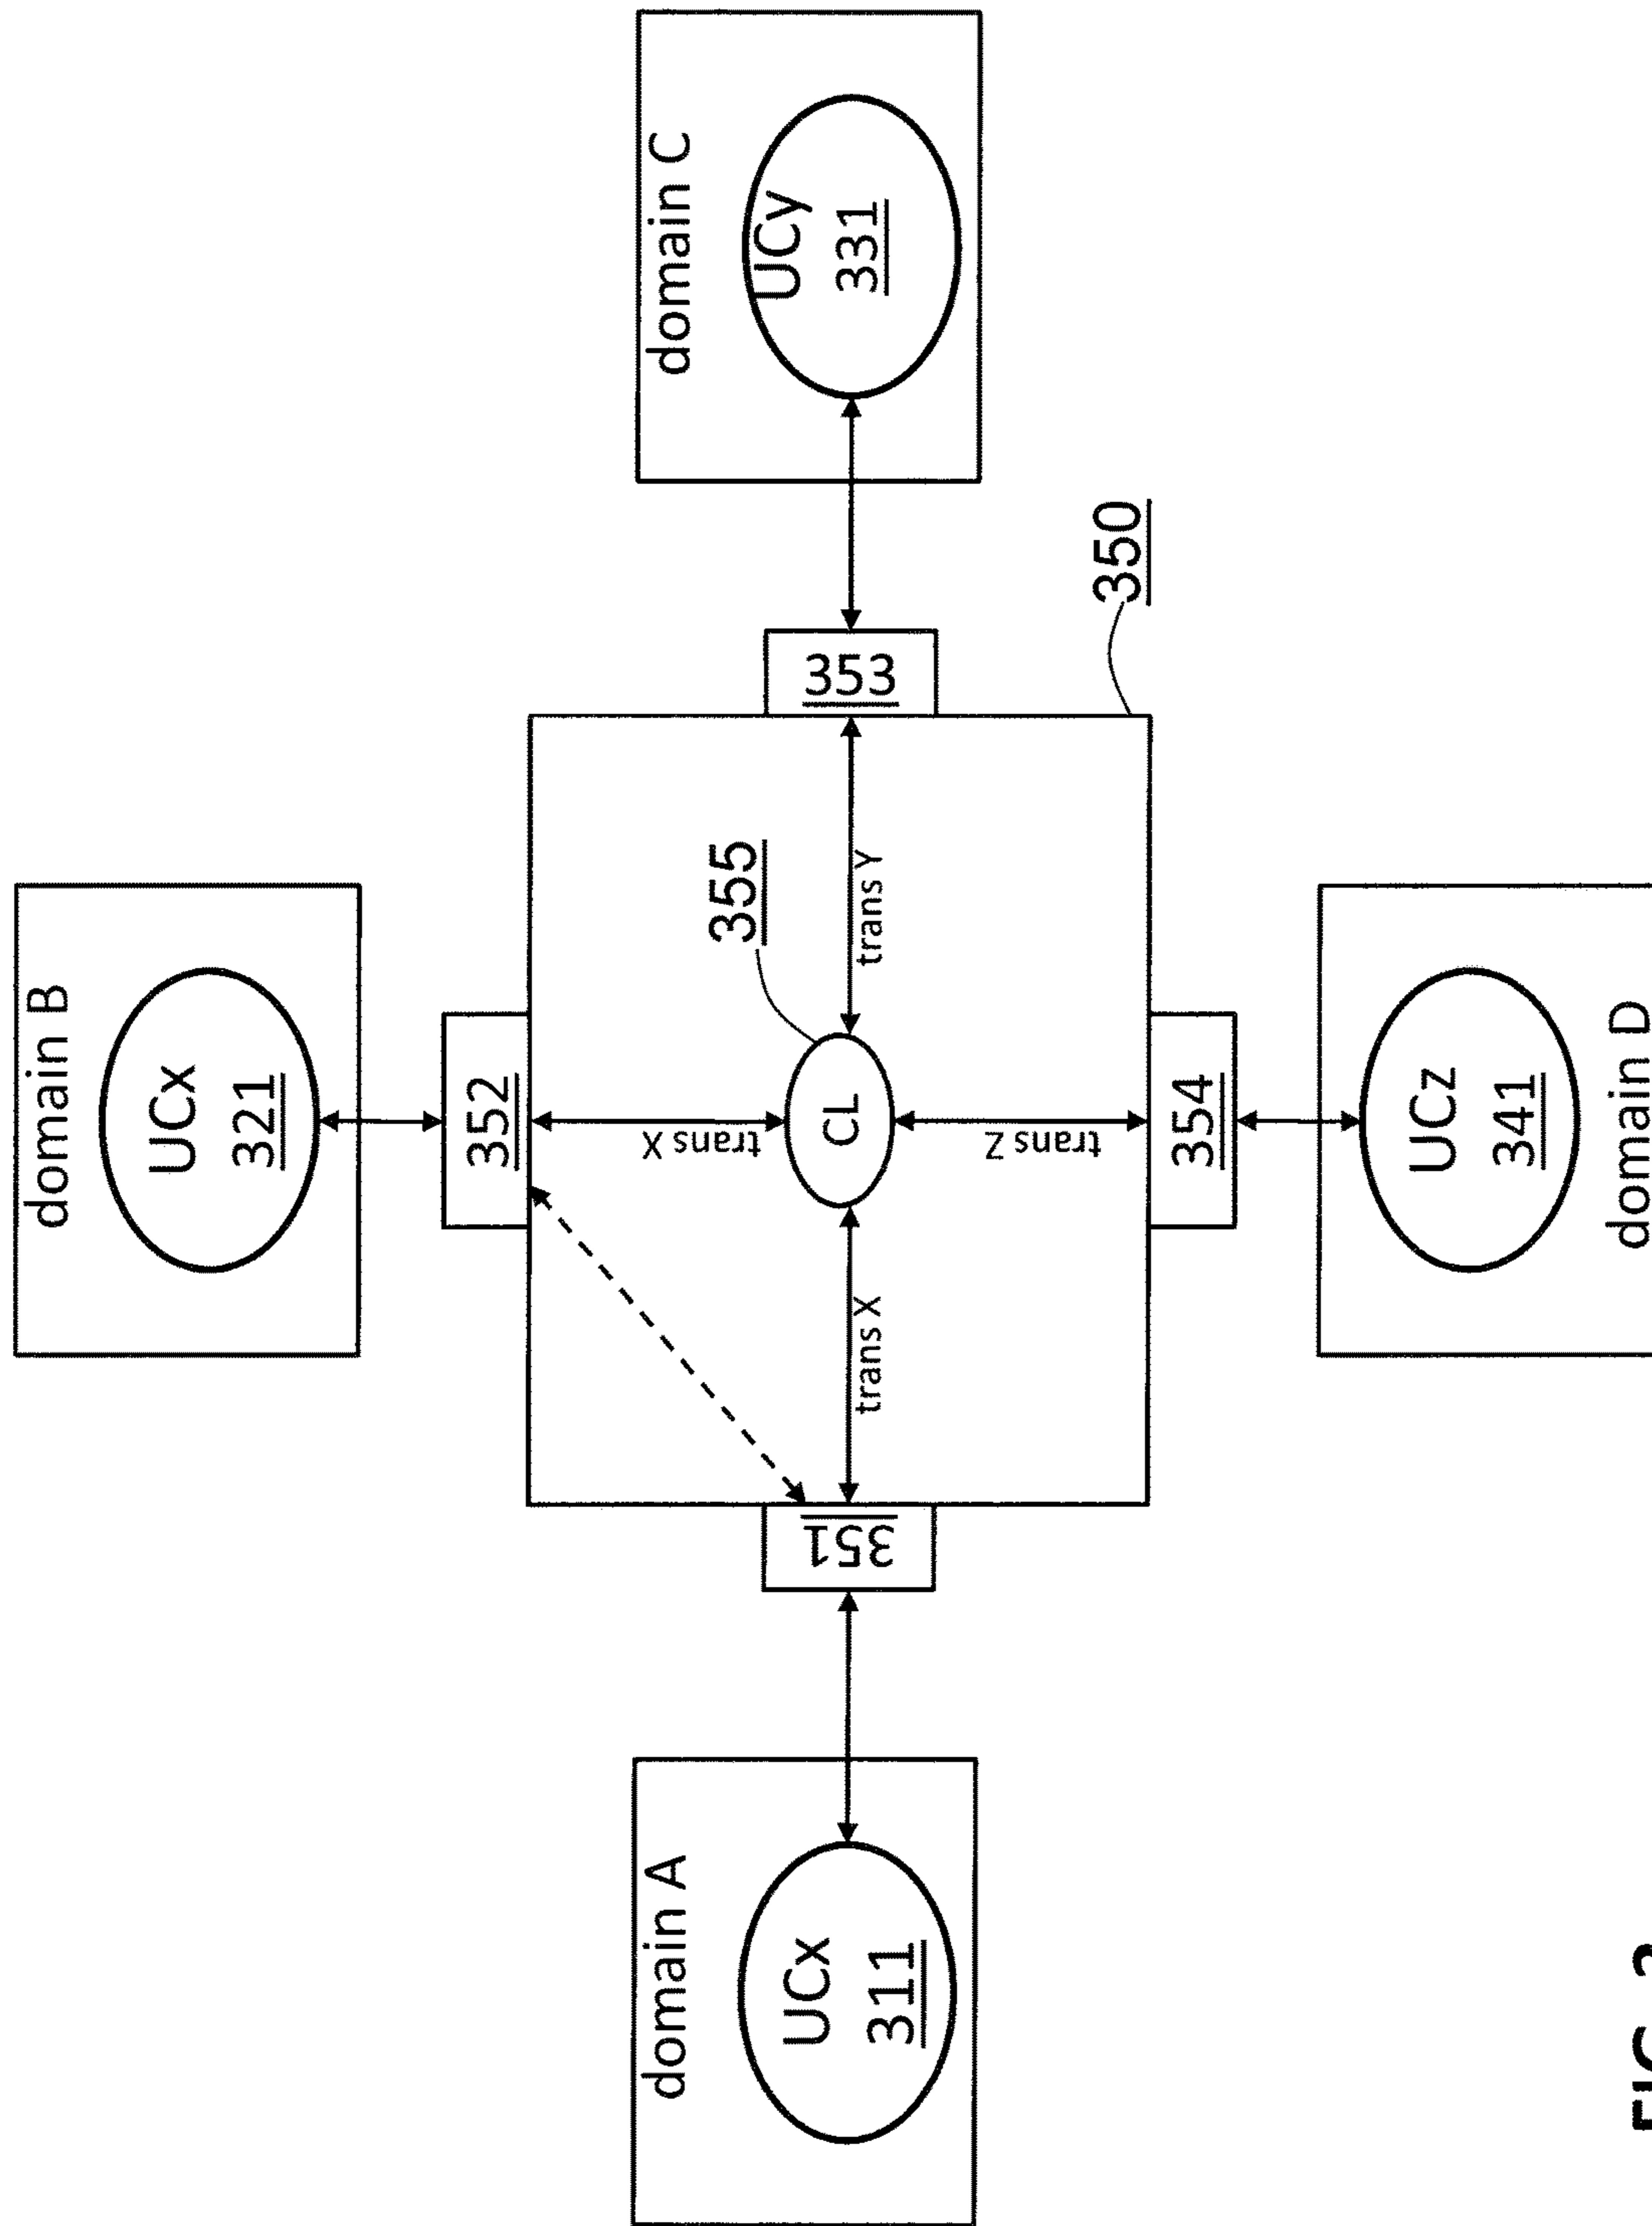 domain B
UCx
321
352
domain A
UCx
311
351
trans X
trans X
CL
355
trans Y
trans Z
353
domain C
UCy
331
350
354
UCz
341
domain D
FIG